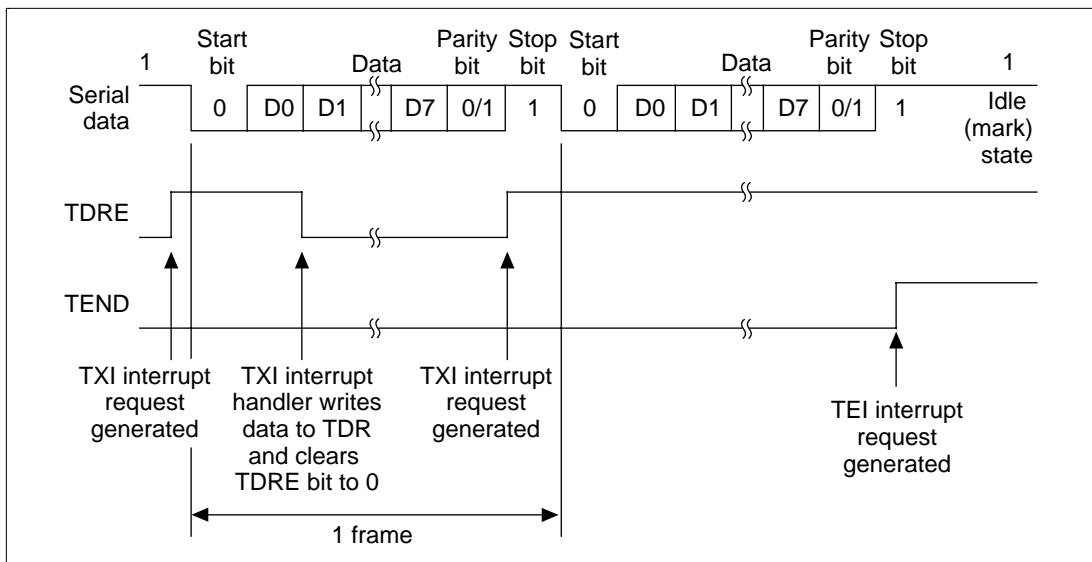 Start bit
Data
Parity bit
Stop bit
Start bit
Data
Parity bit
Stop bit
1
1
Serial data
0
D0
D1
D7
0/1
1
0
D0
D1
D7
0/1
1
Idle (mark) state
TDRE
TEND
TXI interrupt
request
generated
TXI interrupt
handler writes
data to TDR
and clears
TDRE bit to 0
TXI interrupt
request
generated
TEI interrupt
request
generated
1 frame